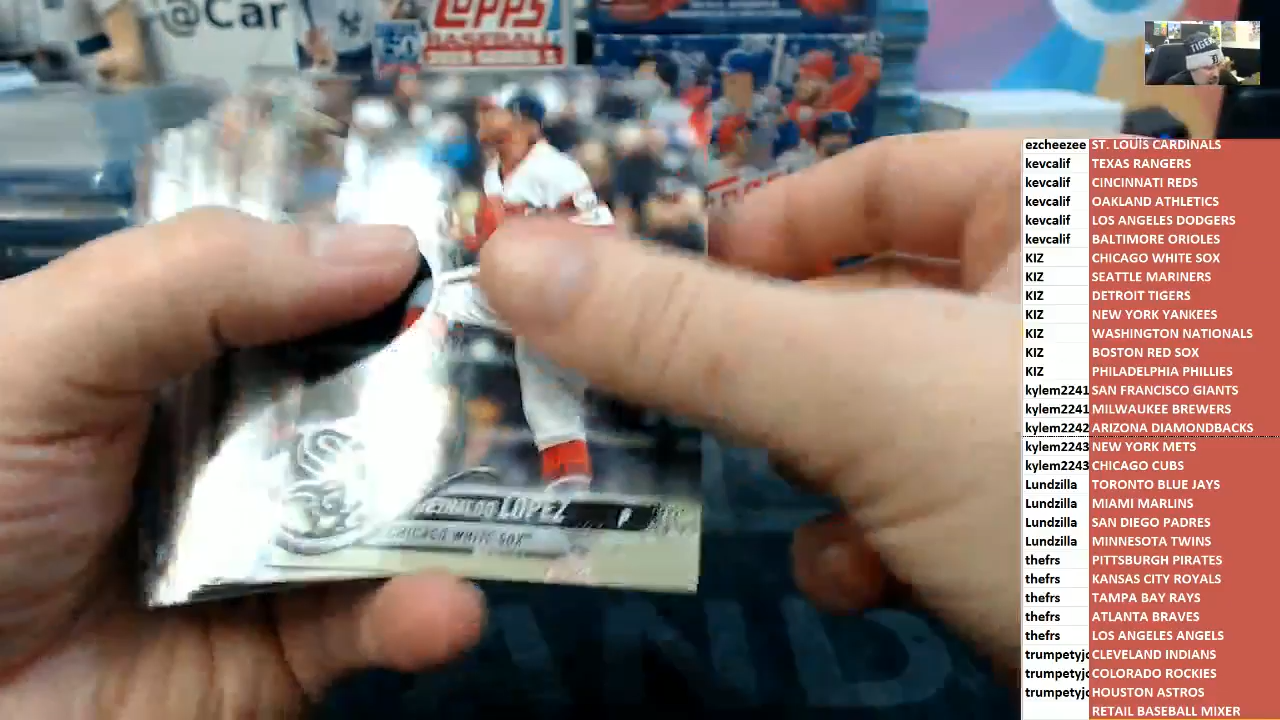 @Car
TOPPS
BASEBALL
TIGERS
ezcheezee ST. LOUIS CARDINALS
kevcalif TEXAS RANGERS
kevcalif CINCINNATI REDS
kevcalif OAKLAND ATHLETICS
kevcalif LOS ANGELES DODGERS
kevcalif BALTIMORE ORIOLES
KIZ CHICAGO WHITE SOX
KIZ SEATTLE MARINERS
KIZ DETROIT TIGERS
KIZ NEW YORK YANKEES
KIZ WASHINGTON NATIONALS
KIZ BOSTON RED SOX
KIZ PHILADELPHIA PHILLIES
kylem2241 SAN FRANCISCO GIANTS
kylem2241 MILWAUKEE BREWERS
kylem2242 ARIZONA DIAMONDBACKS
kylem2243 NEW YORK METS
kylem2243 CHICAGO CUBS
Lundzilla TORONTO BLUE JAYS
Lundzilla MIAMI MARLINS
Lundzilla SAN DIEGO PADRES
Lundzilla MINNESOTA TWINS
thefrs PITTSBURGH PIRATES
thefrs KANSAS CITY ROYALS
thefrs TAMPA BAY RAYS
thefrs ATLANTA BRAVES
thefrs LOS ANGELES ANGELS
trumpetyjo CLEVELAND INDIANS
trumpetyjo COLORADO ROCKIES
trumpetyjo HOUSTON ASTROS
RETAIL BASEBALL MIXER
LOPEZ P
CHICAGO WHITE SOX